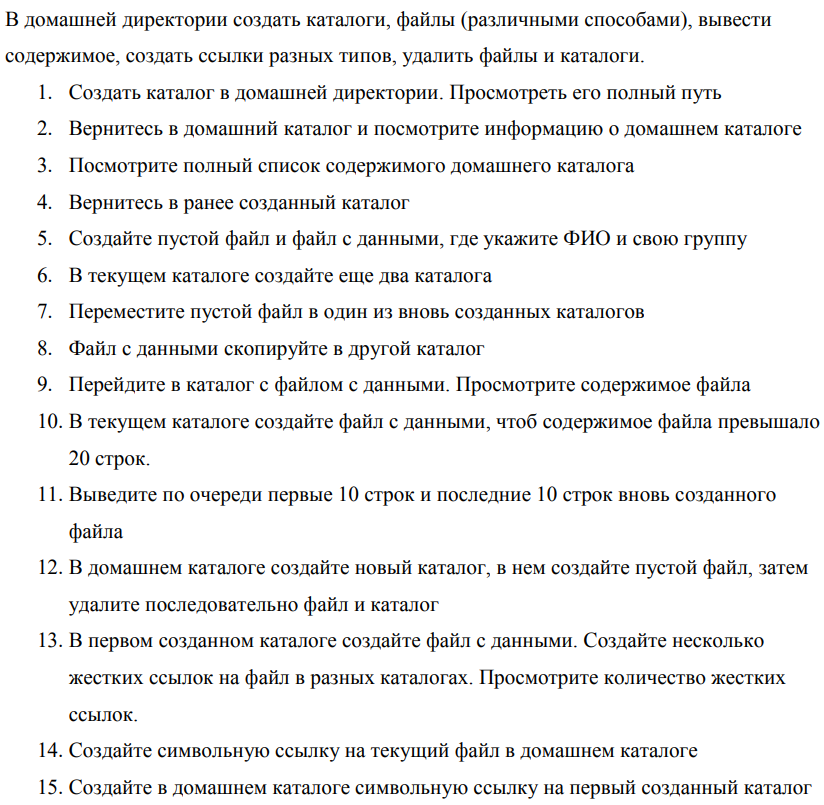 В домашней директории создать каталоги, файлы (различными способами), вывести
содержимое, создать ссылки разных типов, удалить файлы и каталоги.
1. Создать каталог в домашней директории. Просмотреть его полный путь
2. Вернитесь в домашний каталог и посмотрите информацию о домашнем каталоге
3. Посмотрите полный список содержимого домашнего каталога
4. Вернитесь в ранее созданный каталог
5. Создайте пустой файл и файл с данными, где укажите ФИО и свою группу
6. В текущем каталоге создайте еще два каталога
7. Переместите пустой файл в один из вновь созданных каталогов
8. Файл с данными скопируйте в другой каталог
9. Перейдите в каталог с файлом с данными. Просмотрите содержимое файла
10. В текущем каталоге создайте файл с данными, чтоб содержимое файла превышало
20 строк.
11. Выведите по очереди первые 10 строк и последние 10 строк вновь созданного
файла
12. В домашнем каталоге создайте новый каталог, в нем создайте пустой файл, затем
удалите последовательно файл и каталог
13. В первом созданном каталоге создайте файл с данными. Создайте несколько
жестких ссылок на файл в разных каталогах. Просмотрите количество жестких
ссылок.
14. Создайте символьную ссылку на текущий файл в домашнем каталоге
15. Создайте в домашнем каталоге символьную ссылку на первый созданный каталог